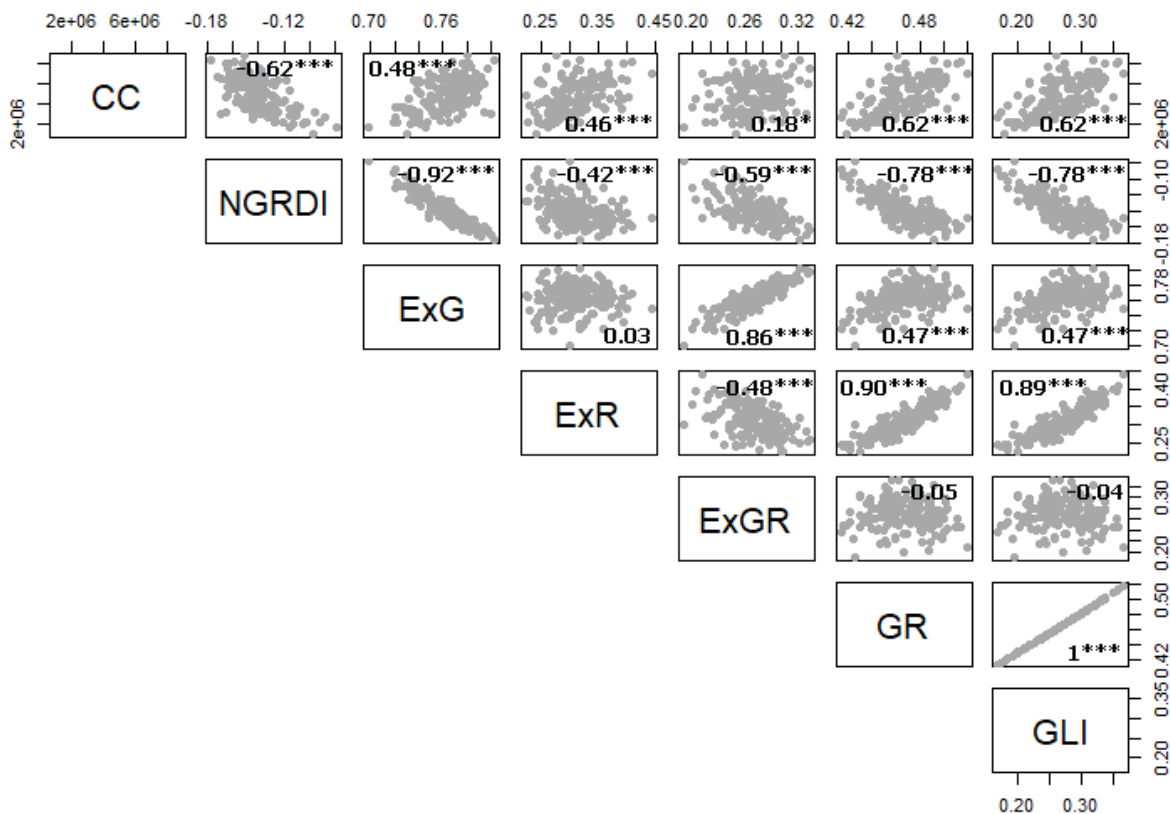 2e+06 6e+06 -0.18 -0.12 0.70 0.76 0.25 0.35 0.45 0.20 0.26 0.32 0.42 0.48 0.20 0.30
2e+06 CC -0.62*** 0.48*** 0.46*** 0.18* 0.62*** 0.62*** 2e+06
NGRDI -0.92*** -0.42*** -0.59*** -0.78*** -0.78*** -0.18 -0.10
ExG 0.03 0.86*** 0.47*** 0.47*** 0.70 0.78
ExR -0.48*** 0.90*** 0.89*** 0.25 0.40
ExGR -0.05 -0.04 0.20 0.30
GR 1*** 0.42 0.50
GLI 0.20 0.35
0.20 0.30